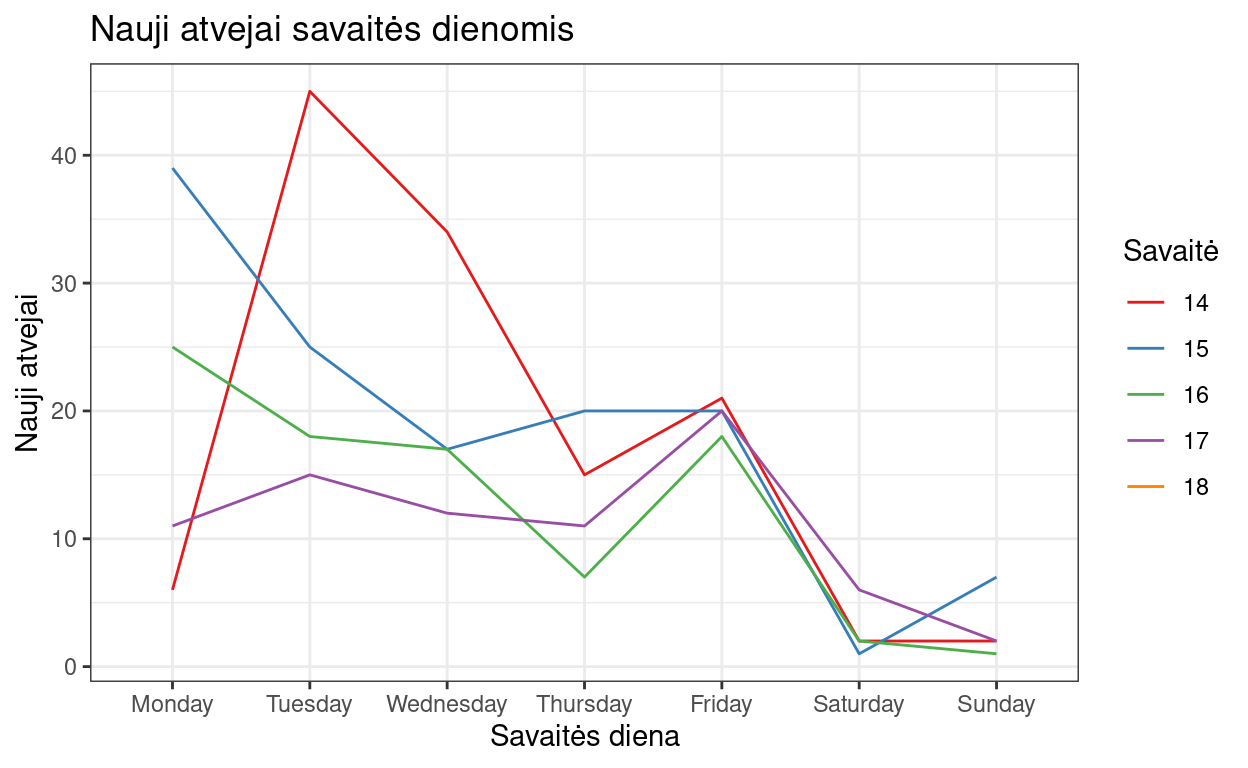 Nauji atvejai savaitės dienomis
Nauji atvejai
40
30
20
10
0
Monday Tuesday Wednesday Thursday Friday Saturday Sunday
Savaitės diena
Savaitė
14
15
16
17
18